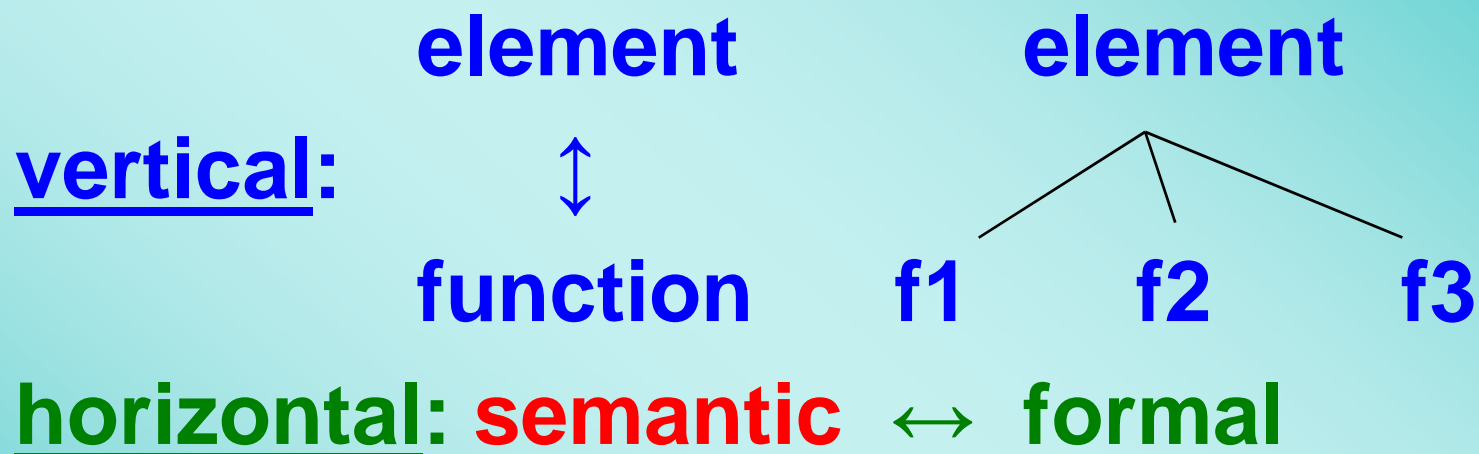 element element
vertical: ↕
function f1 f2 f3
horizontal: semantic ↔ formal